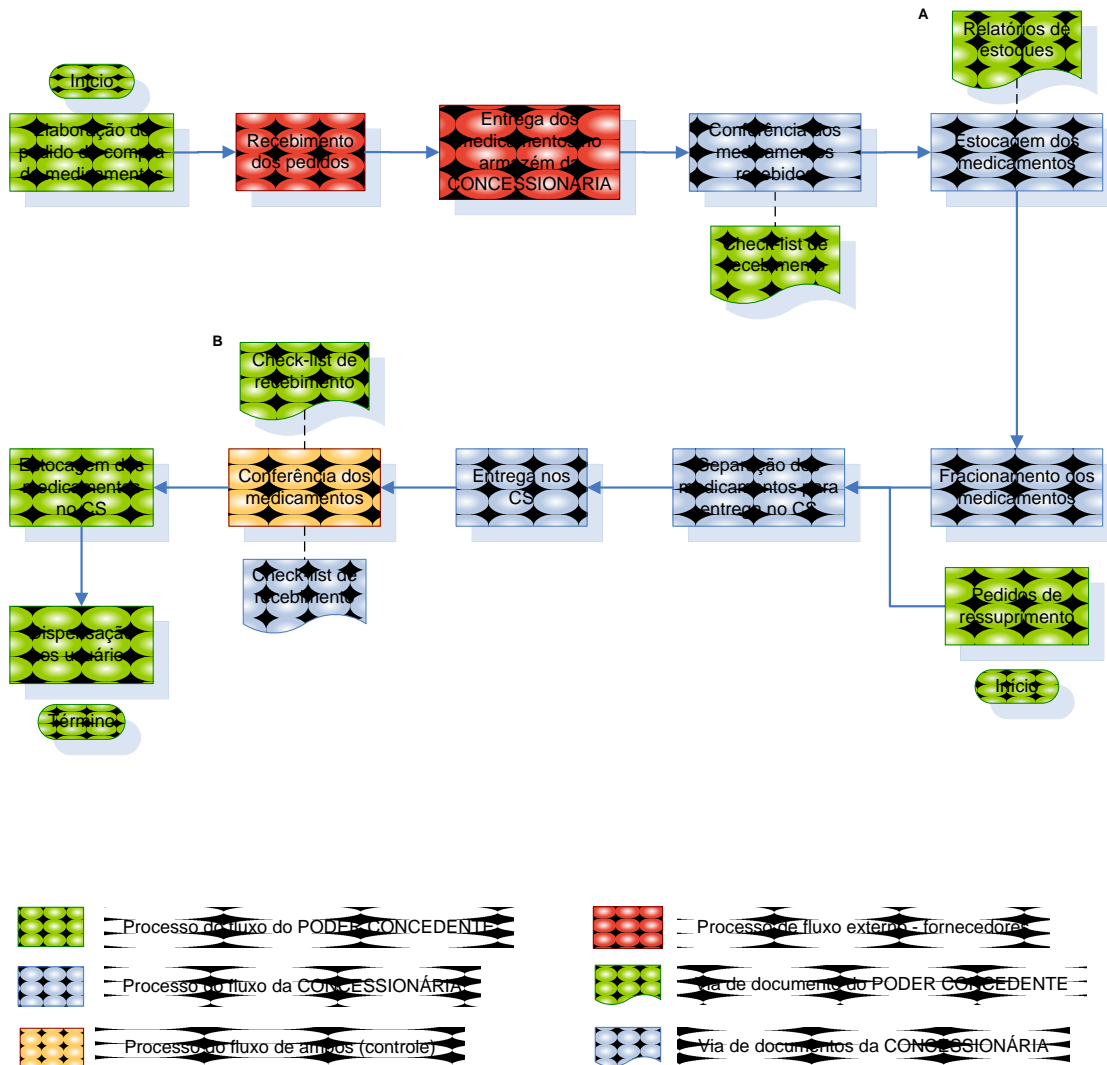 A
Relatórios de
estoques
Início
Elaboração do
pedido de compra
de medicamentos
Recebimento
dos pedidos
Entrega dos
medicamentos no
armazém da
CONCESSIONÁRIA
Conferência dos
medicamentos
recebidos
Estocagem dos
medicamentos
Check-list de
recebimento
B
Check-list de
recebimento
Estocagem dos
medicamentos
no CS
Conferência dos
medicamentos
Entrega nos
CS
Separação dos
medicamentos para
entrega no CS
Fracionamento dos
medicamentos
Check-list de
recebimento
Pedidos de
ressuprimento
Dispensação
aos usuários
Início
Término
Processo do fluxo do PODER CONCEDENTE
Processo de fluxo externo - fornecedores
Processo do fluxo da CONCESSIONÁRIA
Via de documento do PODER CONCEDENTE
Processo do fluxo de ambos (controle)
Via de documentos da CONCESSIONÁRIA